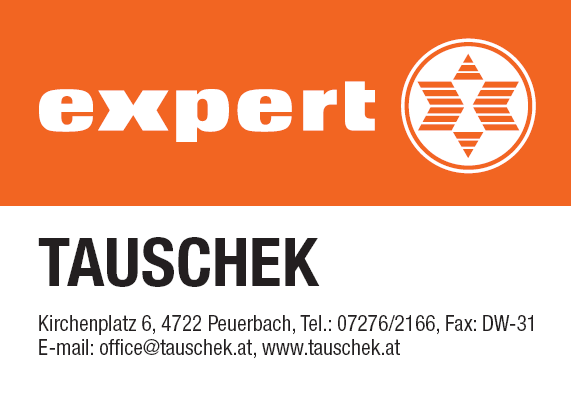 expert
TAUSCHEK
Kirchenplatz 6, 4722 Peuerbach, Tel.: 07276/2166, Fax: DW-31
E-mail: office@tauschek.at, www.tauschek.at